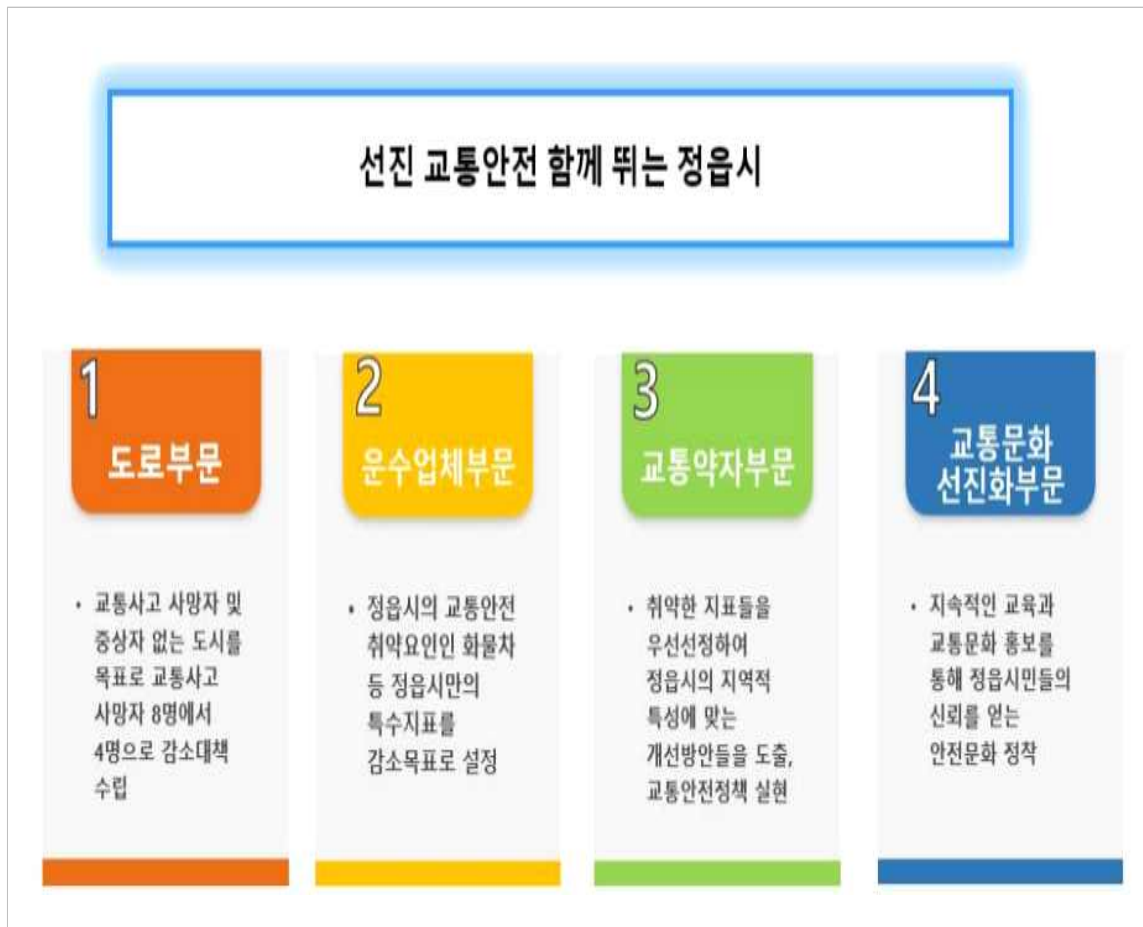 선진 교통안전 함께 뛰는 정읍시
1
도로부문
• 교통사고 사망자 및
중상자 없는 도시를
목표로 교통사고
사망자 8명에서
4명으로 감소대책
수립
2
운수업체부문
• 정읍시의 교통안전
취약요인인 화물차
등 정읍시만의
특수지표를
감소목표로 설정
3
교통약자부문
• 취약한 지표들을
우선선정하여
정읍시의 지역적
특성에 맞는
개선방안들을 도출,
교통안전정책 실현
4
교통문화
선진화부문
• 지속적인 교육과
교통문화 홍보를
통해 정읍시민들의
신뢰를 얻는
안전문화 정착